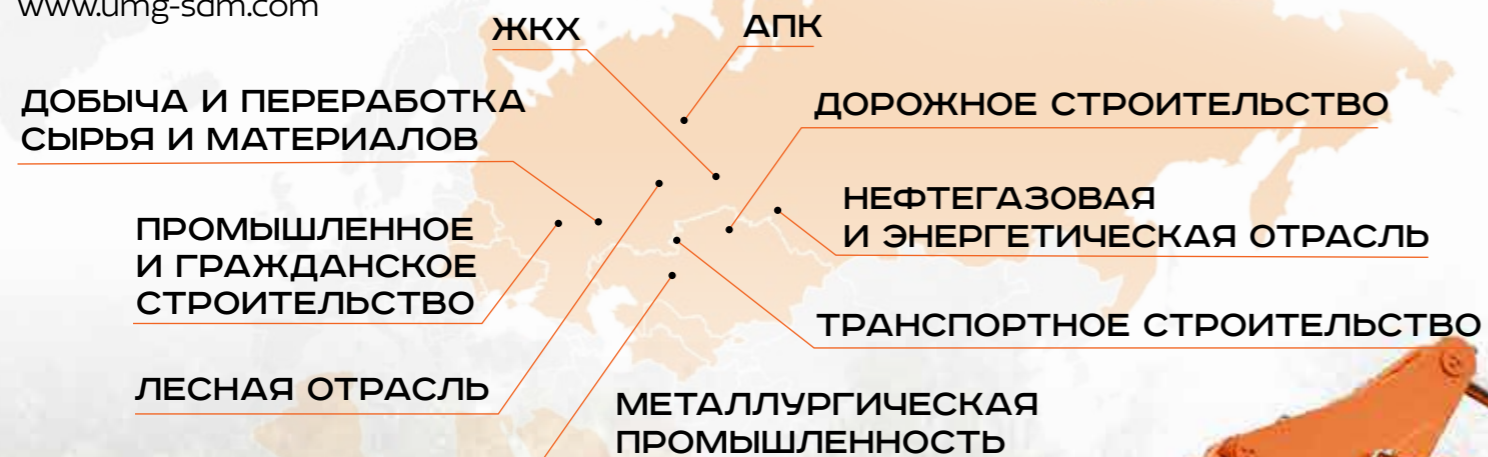 www.umg-sdm.com
ЖКХ
АПК
ДОБЫЧА И ПЕРЕРАБОТКА
СЫРЬЯ И МАТЕРИАЛОВ
ДОРОЖНОЕ СТРОИТЕЛЬСТВО
ПРОМЫШЛЕННОЕ
И ГРАЖДАНСКОЕ
СТРОИТЕЛЬСТВО
НЕФТЕГАЗОВАЯ
И ЭНЕРГЕТИЧЕСКАЯ ОТРАСЛЬ
ТРАНСПОРТНОЕ СТРОИТЕЛЬСТВО
ЛЕСНАЯ ОТРАСЛЬ
МЕТАЛЛУРГИЧЕСКАЯ
ПРОМЫШЛЕННОСТЬ